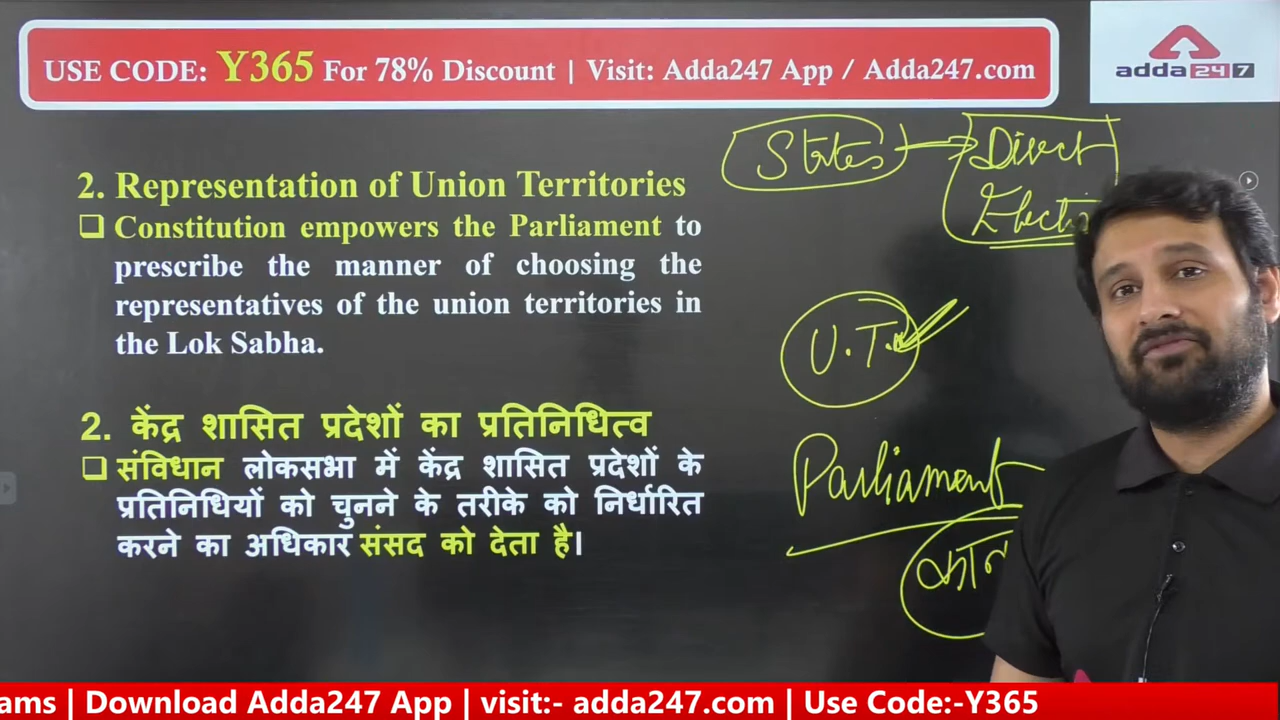 USE CODE: Y365 For 78% Discount | Visit: Adda247 App / Adda247.com
adda247
States
Direct
2. Representation of Union Territories
❑ Constitution empowers the Parliament to
prescribe the manner of choosing the
representatives of the union territories in
the Lok Sabha.
U.T.
2. केंद्र शासित प्रदेशों का प्रतिनिधित्व
❑ संविधान लोकसभा में केंद्र शासित प्रदेशों के
प्रतिनिधियों को चुनने के तरीके को निर्धारित
करने का अधिकार संसद को देता है।
Parliament
ams | Download Adda247 App | visit:- adda247.com | Use Code:-Y365